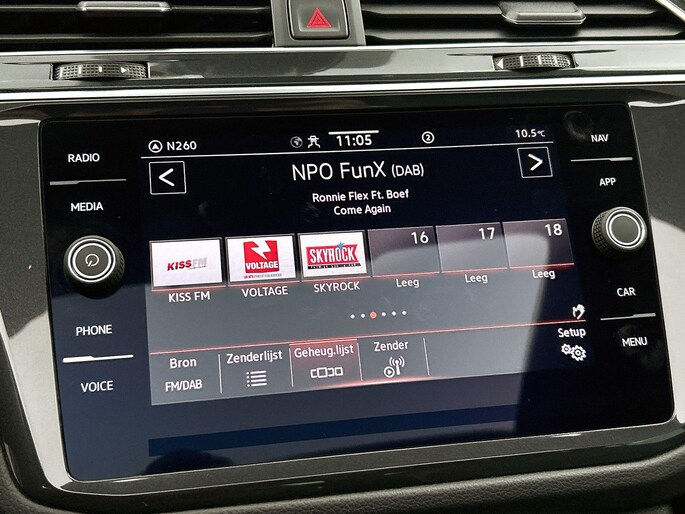 RADIO
MEDIA
PHONE
VOICE
N260
11:05
2
10.5°C
NPO FunX (DAB)
Ronnie Flex Ft. Boef
Come Again
KISS FM
VOLTAGE
SKYROCK
16
17
18
KISS FM
VOLTAGE
SKYROCK
Leeg
Leeg
Leeg
Setup
Bron
FM/DAB
Zenderlijst
Geheug.lijst
Zender
NAV
APP
CAR
MENU